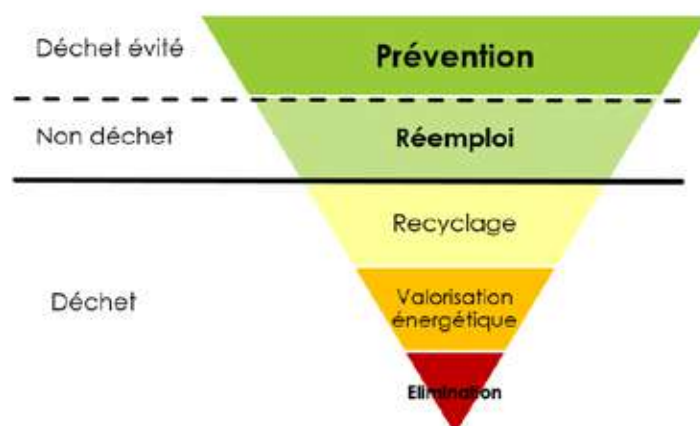 Déchet évité
Prévention
Non déchet
Réemploi
Recyclage
Déchet
Valorisation
énergétique
Elimination